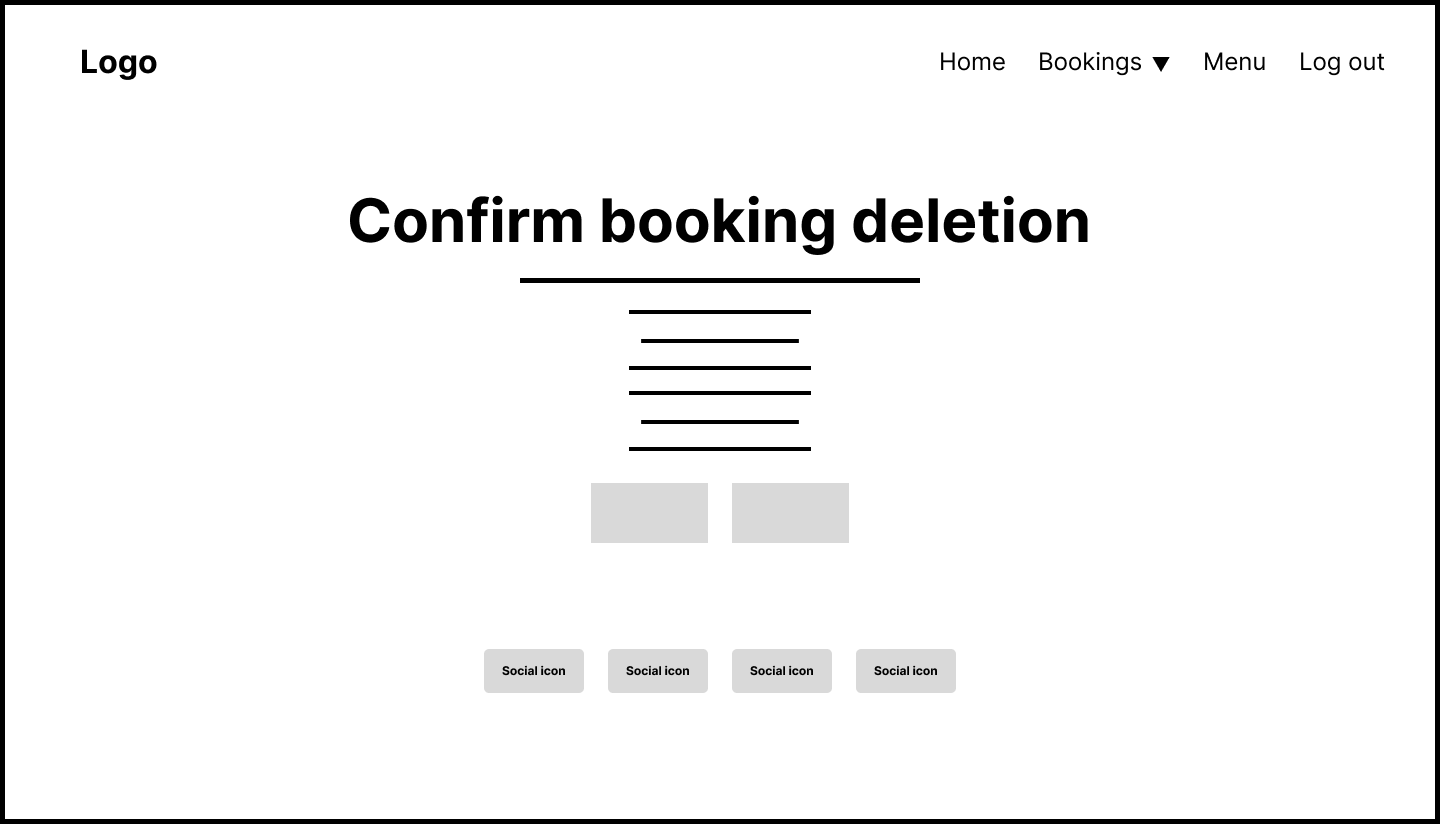 Logo
Home Bookings ▼ Menu Log out
Confirm booking deletion
Social icon Social icon Social icon Social icon